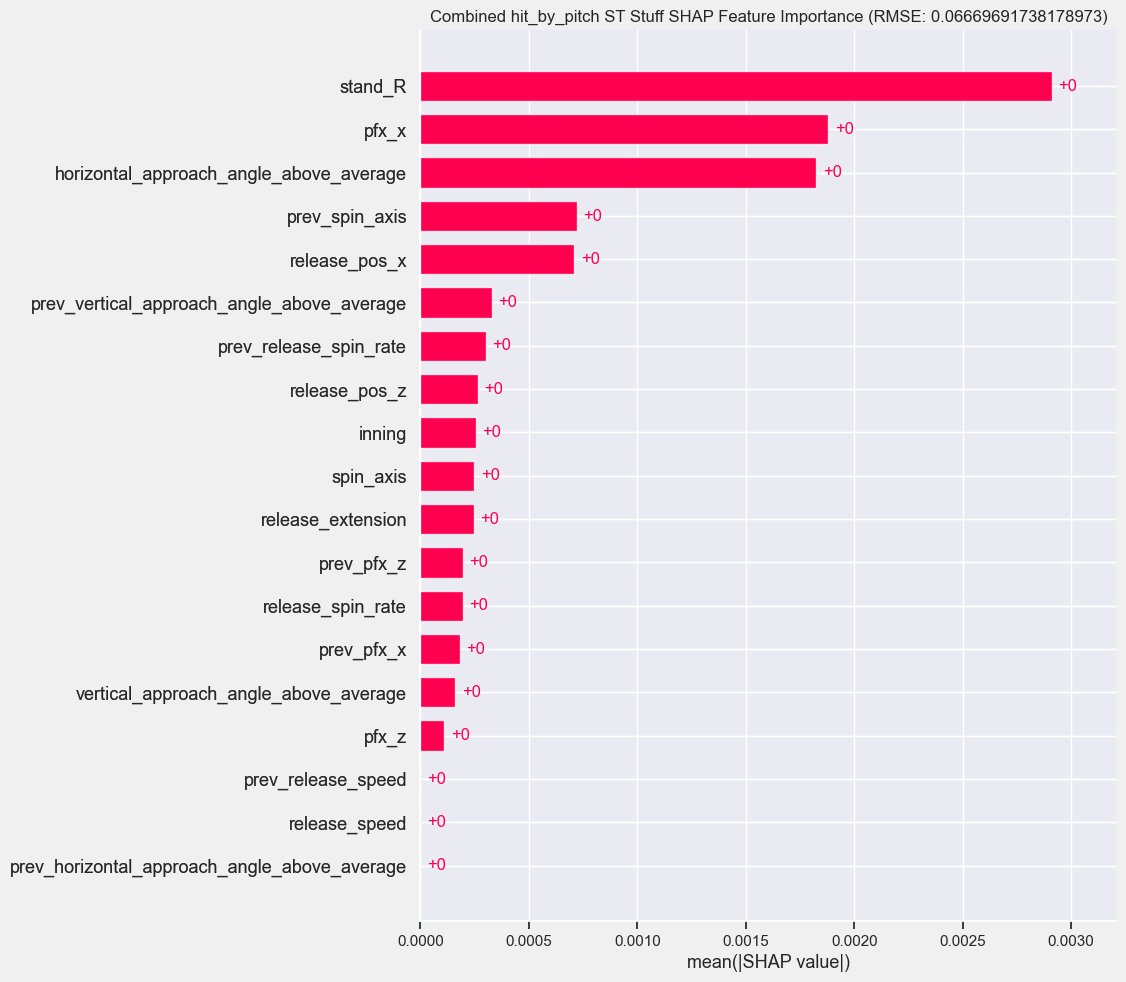 Combined hit_by_pitch ST Stuff SHAP Feature Importance (RMSE: 0.06669691738178973)
stand_R +0
pfx_x +0
horizontal_approach_angle_above_average +0
prev_spin_axis +0
release_pos_x +0
prev_vertical_approach_angle_above_average +0
prev_release_spin_rate +0
release_pos_z +0
inning +0
spin_axis +0
release_extension +0
prev_pfx_z +0
release_spin_rate +0
prev_pfx_x +0
vertical_approach_angle_above_average +0
pfx_z +0
prev_release_speed +0
release_speed +0
prev_horizontal_approach_angle_above_average +0
0.0000 0.0005 0.0010 0.0015 0.0020 0.0025 0.0030
mean(|SHAP value|)